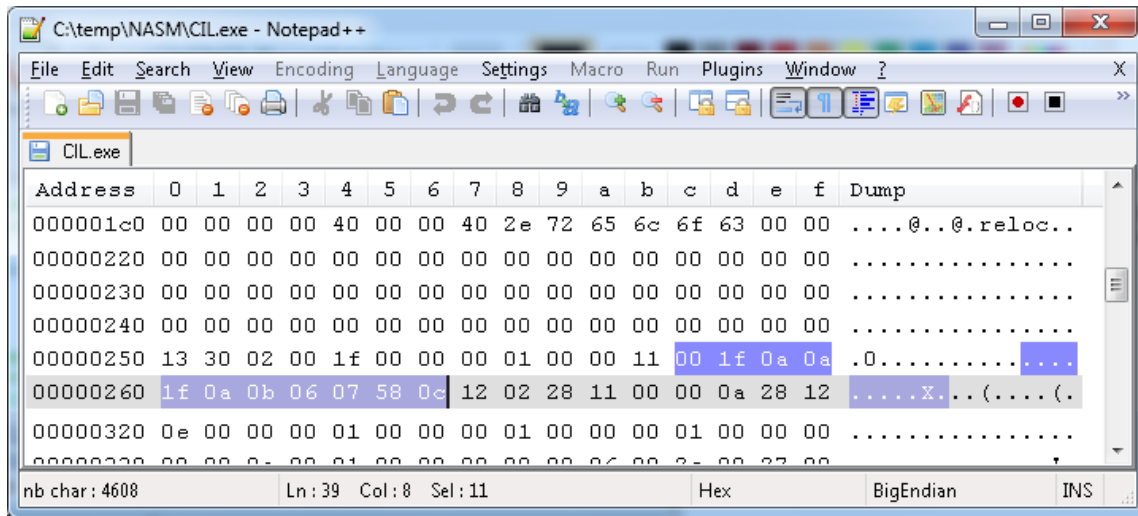 C:\temp\NASM\CIL.exe - Notepad++
File Edit Search View Encoding Language Settings Macro Run Plugins Window ? X
CIL.exe
Address 0 1 2 3 4 5 6 7 8 9 a b c d e f Dump
000001c0 00 00 00 00 40 00 00 40 2e 72 65 6c 6f 63 00 00 ....@..@.reloc..
00000220 00 00 00 00 00 00 00 00 00 00 00 00 00 00 00 00 ................
00000230 00 00 00 00 00 00 00 00 00 00 00 00 00 00 00 00 ................
00000240 00 00 00 00 00 00 00 00 00 00 00 00 00 00 00 00 ................
00000250 13 30 02 00 1f 00 00 00 01 00 00 11 00 1f 0a 0a .0..............
00000260 1f 0a 0b 06 07 58 0c 12 02 28 11 00 00 0a 28 12 .....X...(....(.
00000320 0e 00 00 00 01 00 00 00 01 00 00 00 01 00 00 00 ................
nb char : 4608 Ln : 39 Col : 8 Sel : 11 Hex BigEndian INS